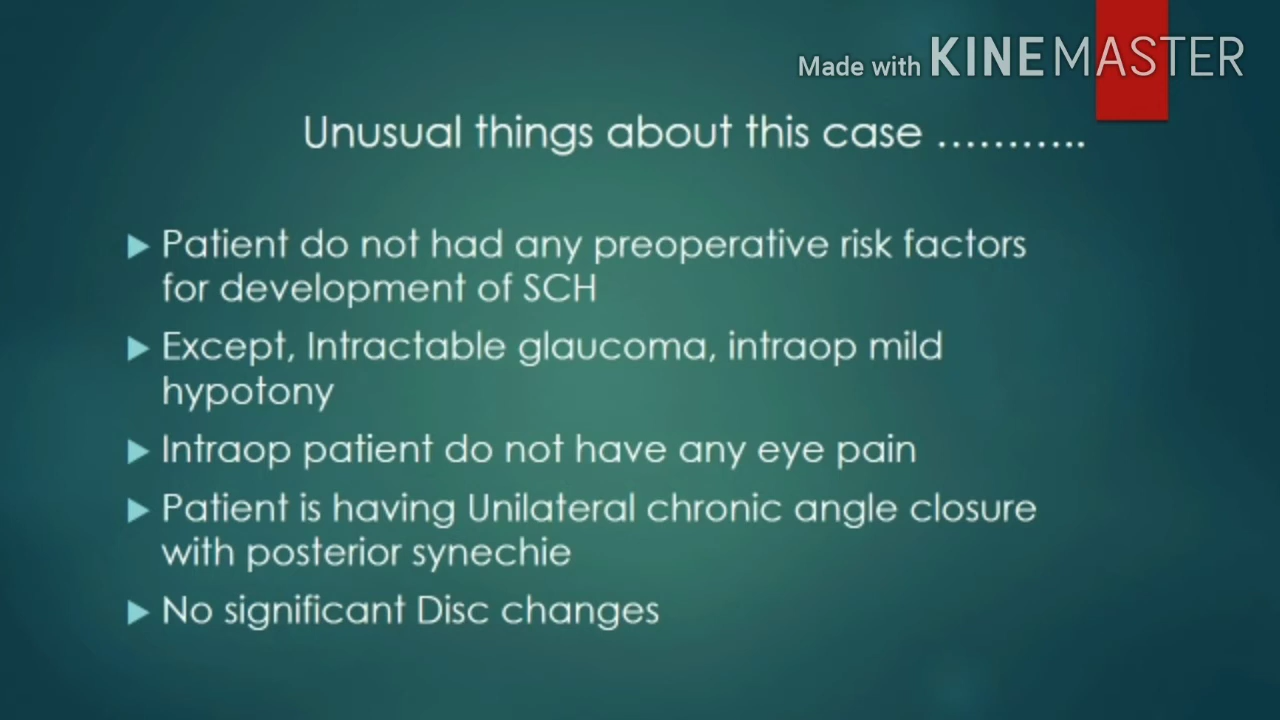 Made with KINEMASTER
Unusual things about this case ………..
Patient do not had any preoperative risk factors
for development of SCH
Except, Intractable glaucoma, intraop mild
hypotony
Intraop patient do not have any eye pain
Patient is having Unilateral chronic angle closure
with posterior synechie
No significant Disc changes